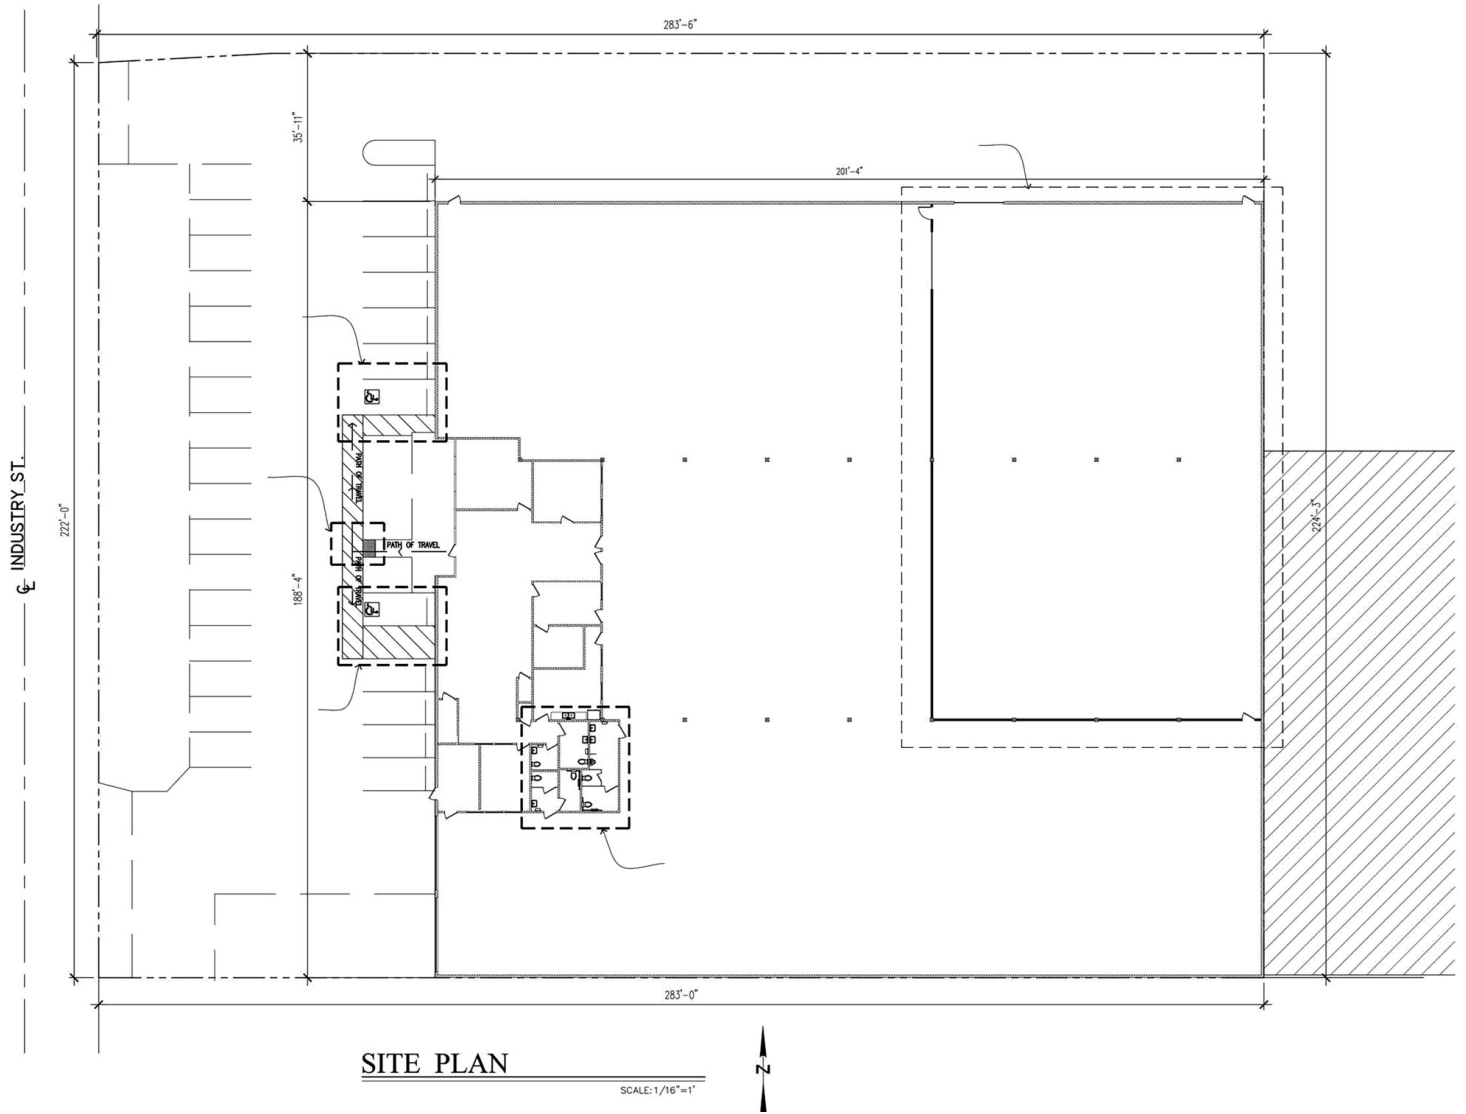 283'-6"
35'-11"
201'-4"
PATH OF TRAVEL
℄ INDUSTRY ST.
222'-0"
224'-3"
PATH OF TRAVEL
PATH OF TRAVEL
188'-4"
283'-0"
SITE PLAN
SCALE: 1/16"=1'
N